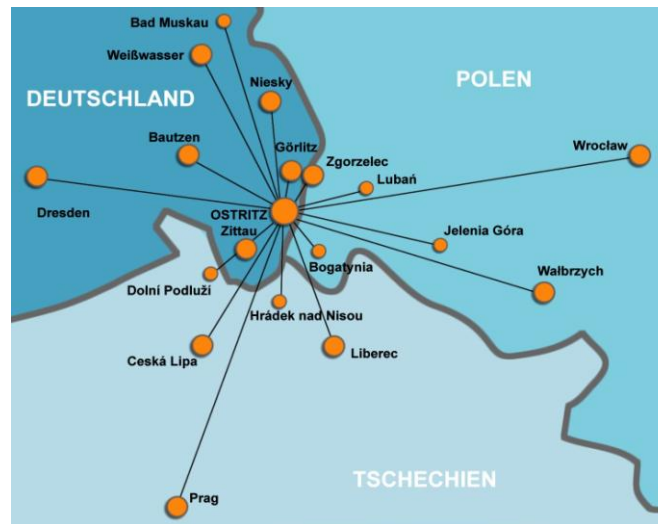 Bad Muskau
Weißwasser
POLEN
Niesky
DEUTSCHLAND
Bautzen
Görlitz
Wrocław
Zgorzelec
Lubań
Dresden
OSTRITZ
Zittau
Jelenia Góra
Bogatynia
Wałbrzych
Dolní Podluží
Hrádek nad Nisou
Ceská Lipa
Liberec
TSCHECHIEN
Prag